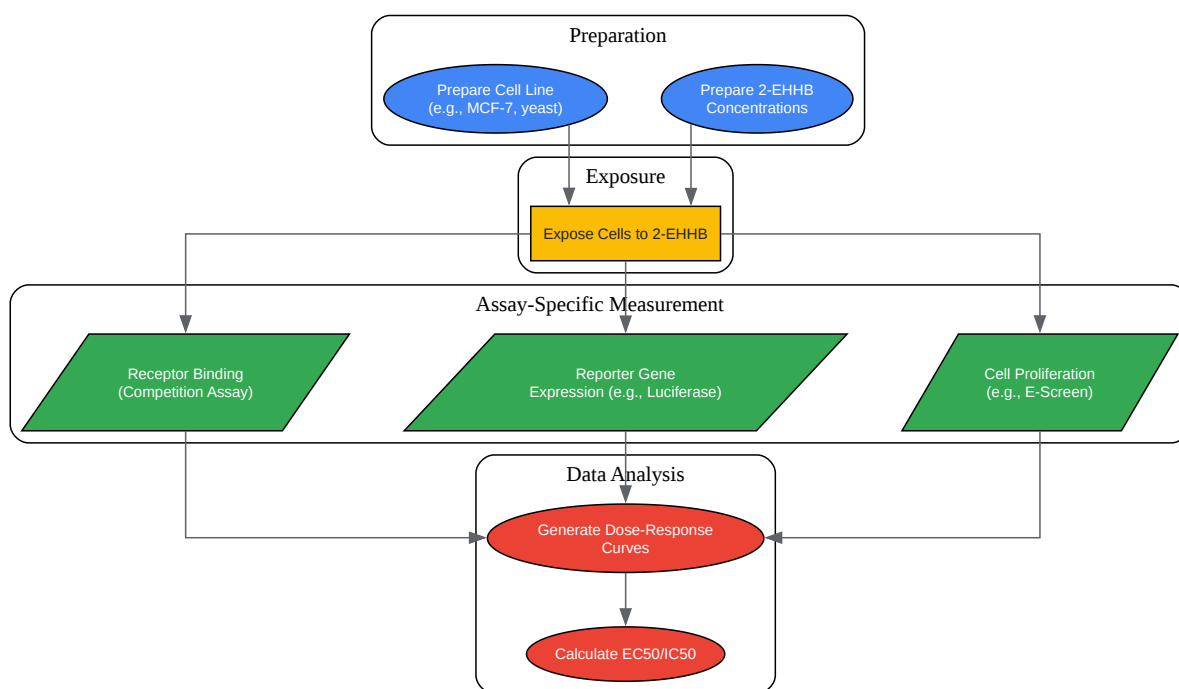 Preparation
Prepare Cell Line
(e.g., MCF-7, yeast)
Prepare 2-EHHB
Concentrations
Exposure
Expose Cells to 2-EHHB
Assay-Specific Measurement
Receptor Binding
(Competition Assay)
Reporter Gene
Expression (e.g., Luciferase)
Cell Proliferation
(e.g., E-Screen)
Data Analysis
Generate Dose-Response
Curves
Calculate EC50/IC50